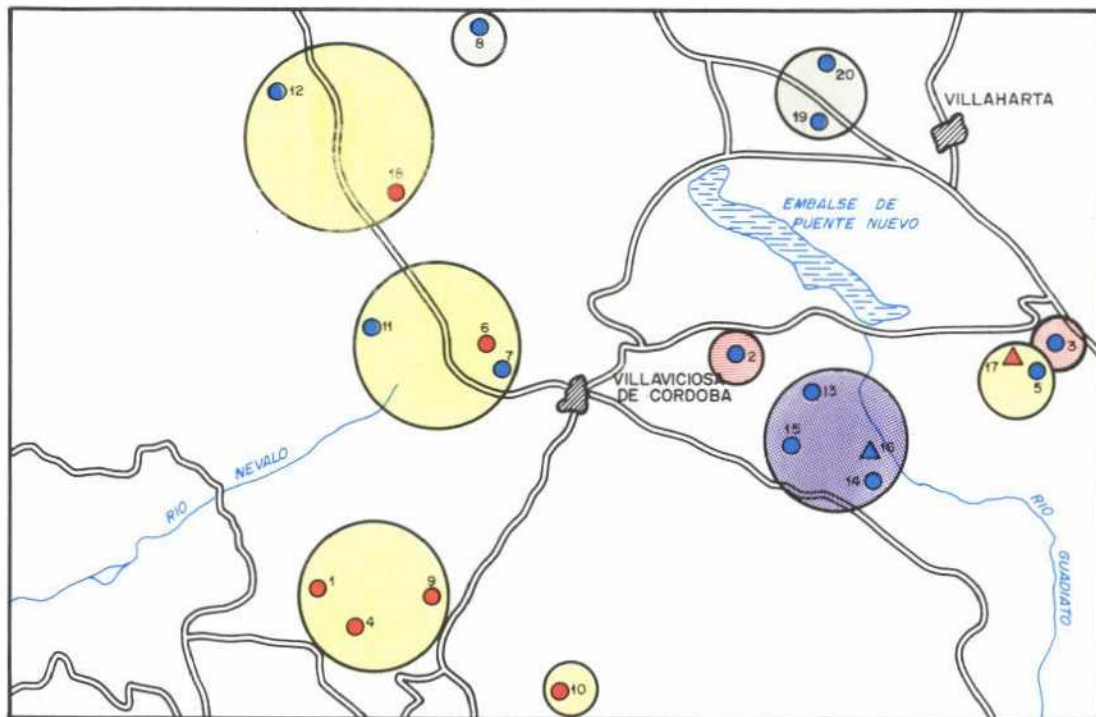 8
20
12
VILLAHARTA
19
18
EMBALSE DE
PUENTE NUEVO
11
6
7
2
3
17
5
VILLAVICIOSA
DE CORDOBA
13
15
16
14
RIO
NEVALO
RIO
GUADIATO
1
9
4
10